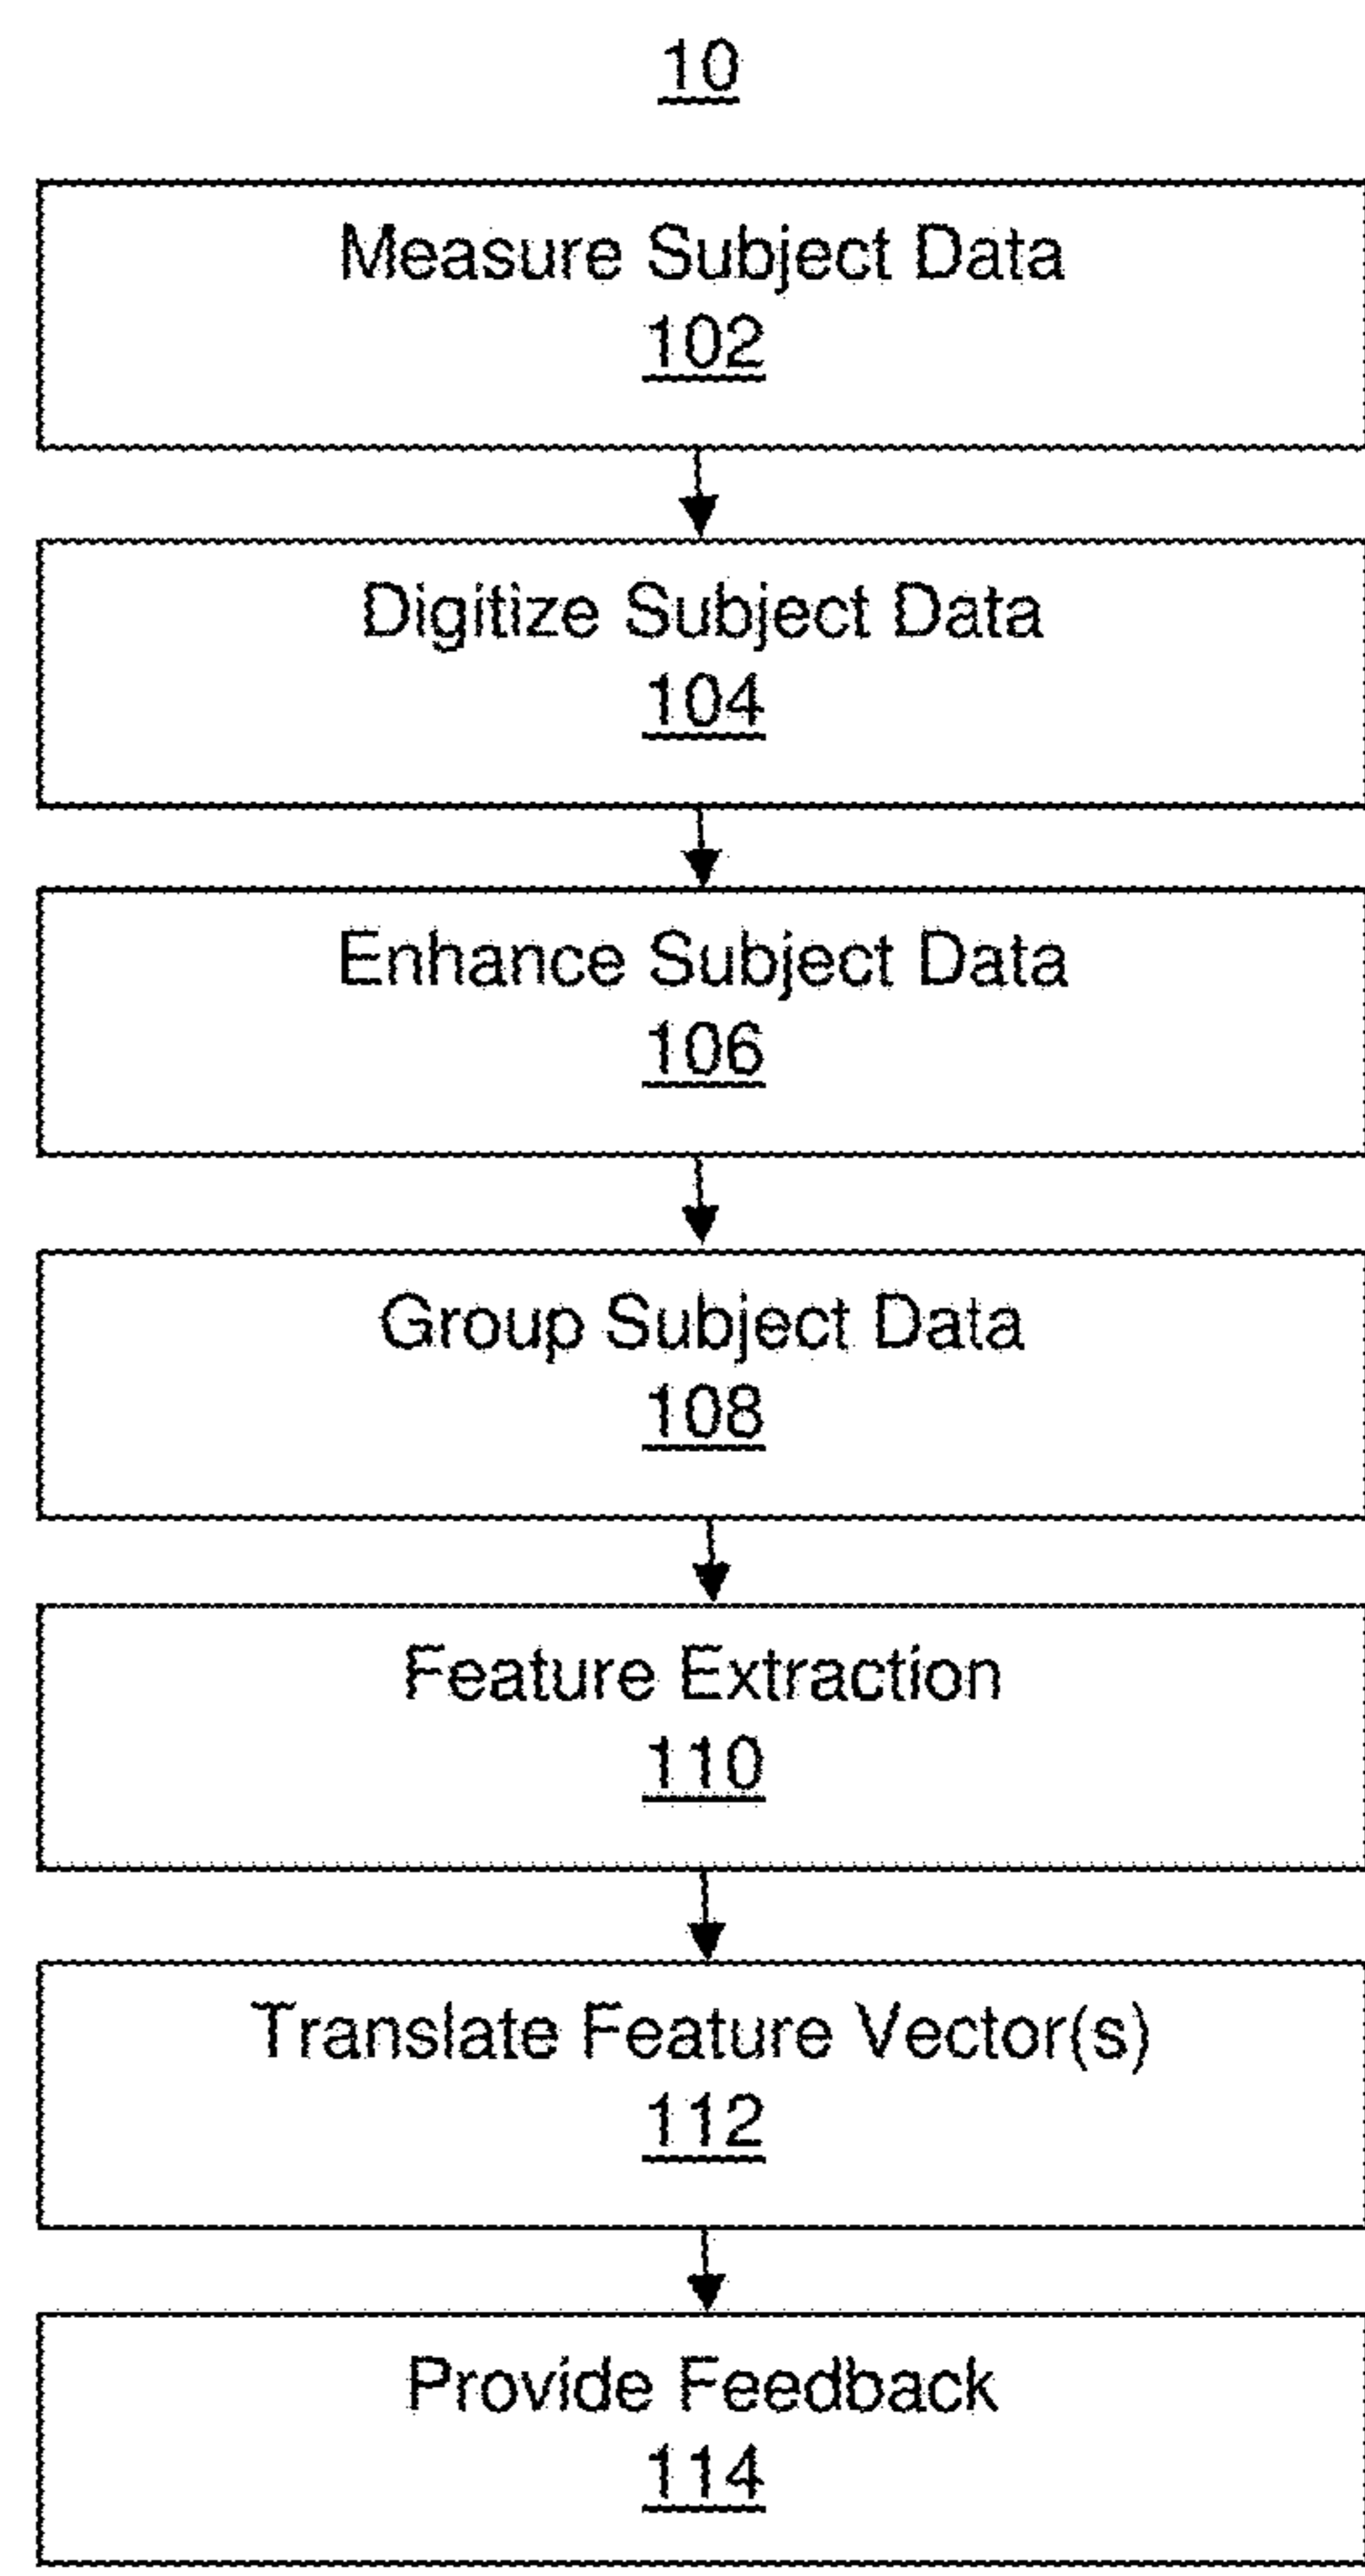 10
Measure Subject Data
102
Digitize Subject Data
104
Enhance Subject Data
106
Group Subject Data
108
Feature Extraction
110
Translate Feature Vector(s)
112
Provide Feedback
114